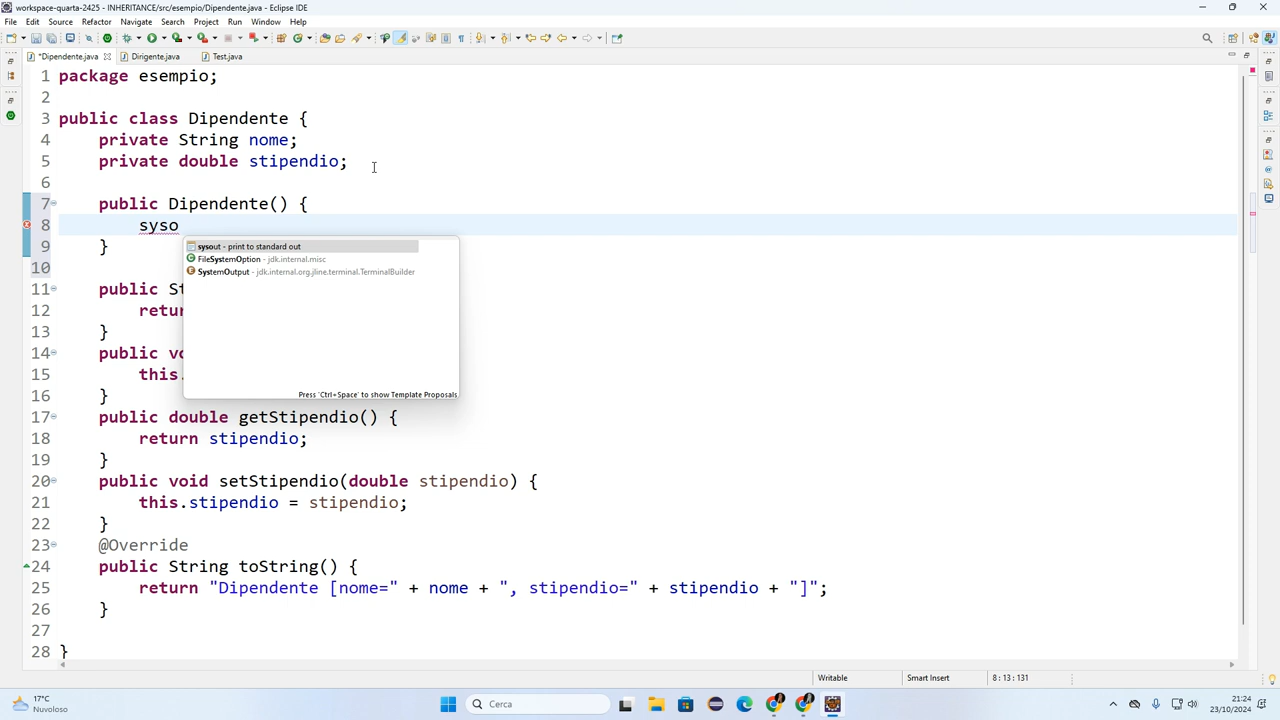 workspace-quarta-2425 - INHERITANCE/src/esempio/Dipendente.java - Eclipse IDE
File Edit Source Refactor Navigate Search Project Run Window Help
*Dipendente.java Dirigente.java Test.java
1 package esempio;
2
3 public class Dipendente {
4 private String nome;
5 private double stipendio;
6
7 public Dipendente() {
8 syso
sysout - print to standard out
9 }
FileSystemOption - jdk.internal.misc
10
SystemOutput - jdk.internal.org.jline.terminal.TerminalBuilder
11 public St
12 retur
13 }
14 public vo
15 this.
16 }
Press 'Ctrl+Space' to show Template Proposals
17 public double getStipendio() {
18 return stipendio;
19 }
20 public void setStipendio(double stipendio) {
21 this.stipendio = stipendio;
22 }
23 @Override
24 public String toString() {
25 return "Dipendente [nome=" + nome + ", stipendio=" + stipendio + "]";
26 }
27
28 }
Writable Smart Insert 8 : 13 : 131
17°C
Nuvoloso
Cerca
21:24
23/10/2024